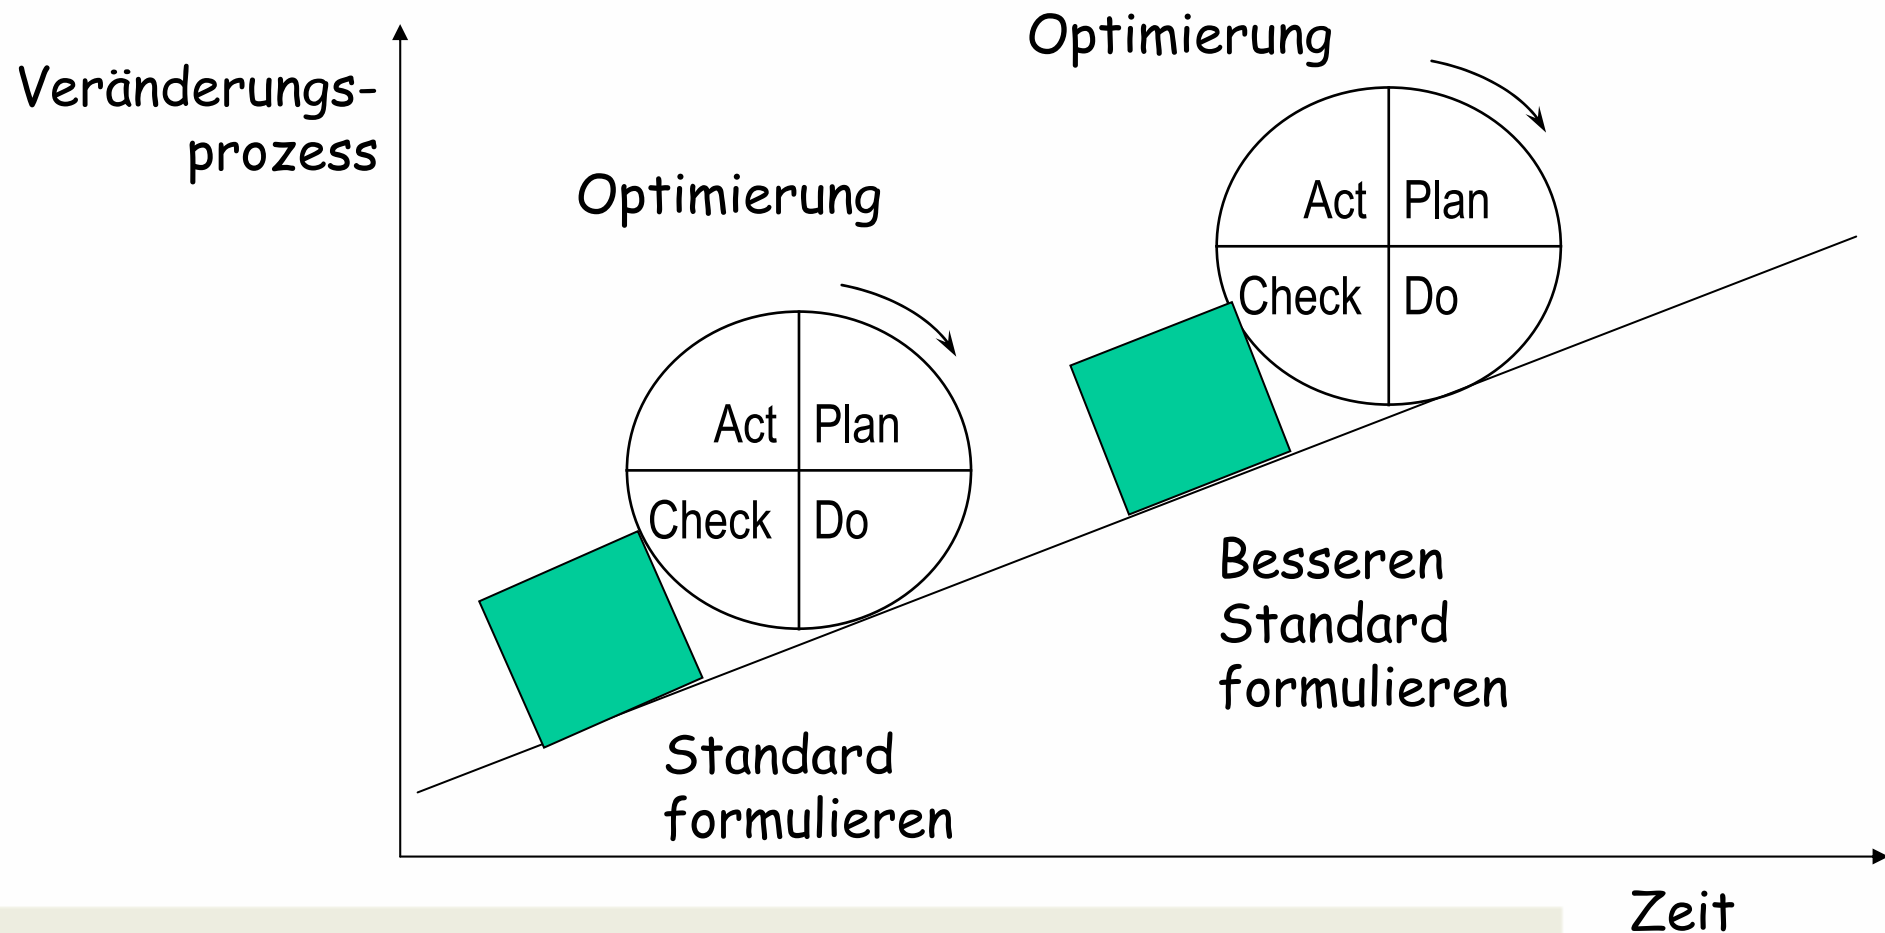 Optimierung
Veränderungs-
prozess
Optimierung
Act Plan
Check Do
Act Plan
Check Do
Besseren
Standard
formulieren
Standard
formulieren
Zeit